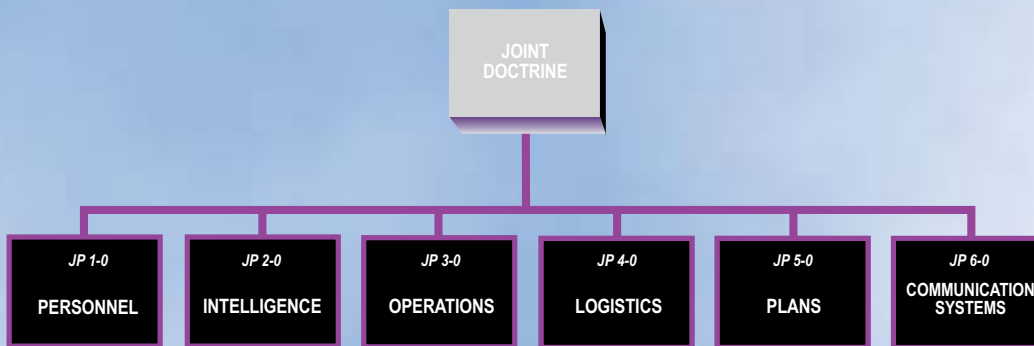 JOINT
DOCTRINE
JP 1-0
PERSONNEL
JP 2-0
INTELLIGENCE
JP 3-0
OPERATIONS
JP 4-0
LOGISTICS
JP 5-0
PLANS
JP 6-0
COMMUNICATION
SYSTEMS